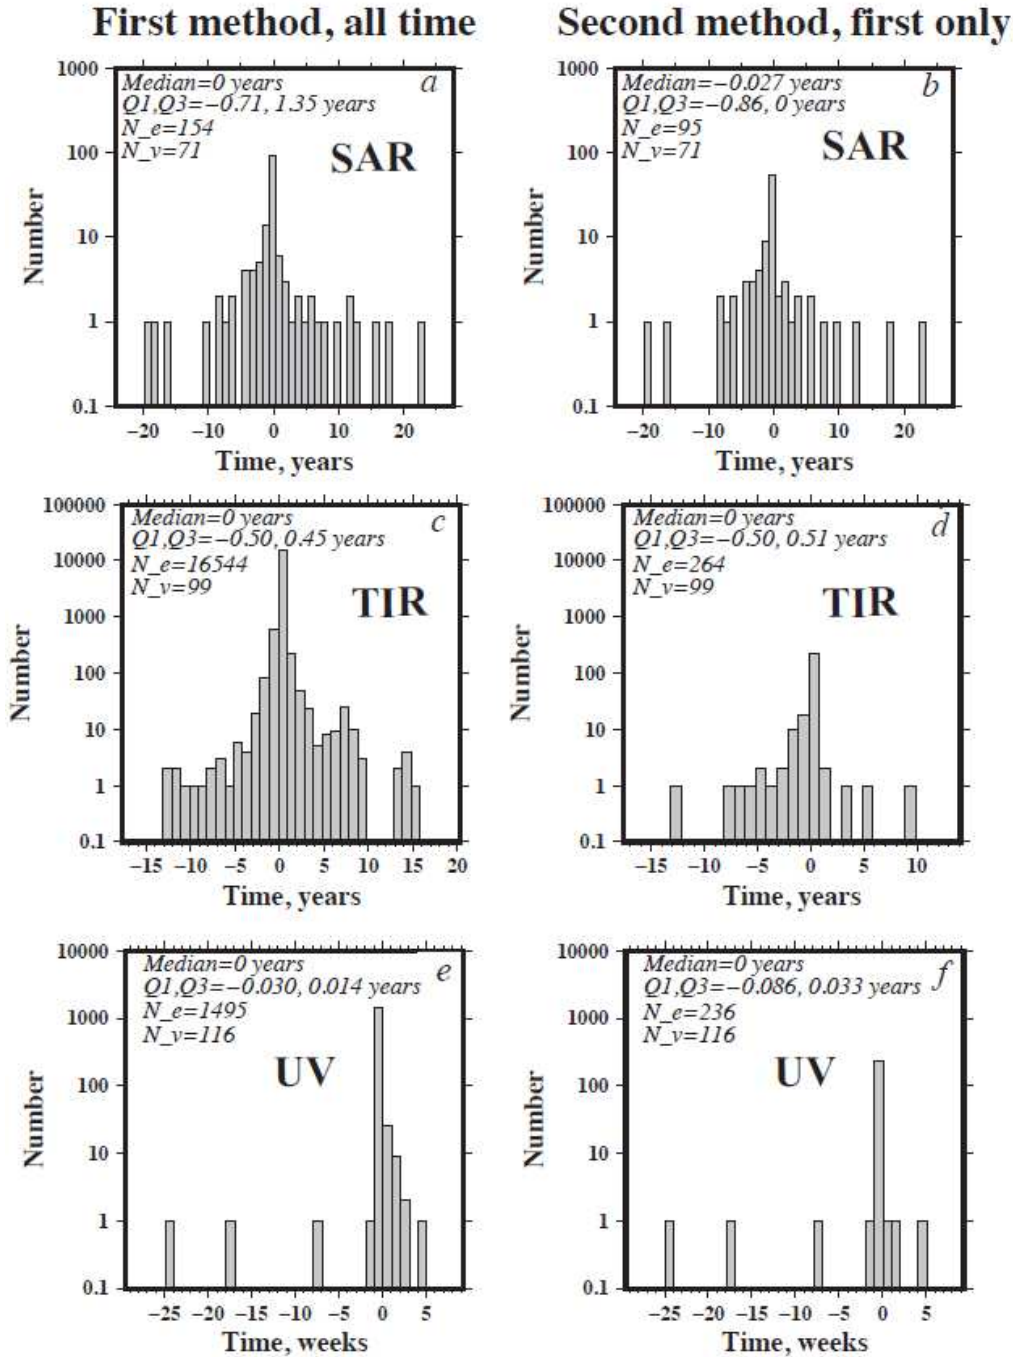 First method, all time
Second method, first only
Median=0 years
a
Q1,Q3=−0.71, 1.35 years
N_e=154
N_v=71
SAR
1000
100
10
1
0.1
Number
−20 −10 0 10 20
Time, years
Median=−0.027 years
b
Q1,Q3=−0.86, 0 years
N_e=95
N_v=71
SAR
1000
100
10
1
0.1
Number
−20 −10 0 10 20
Time, years
Median=0 years
c
Q1,Q3=−0.50, 0.45 years
N_e=16544
N_v=99
TIR
100000
10000
1000
100
10
1
0.1
Number
−15 −10 −5 0 5 10 15 20
Time, years
Median=0 years
d
Q1,Q3=−0.50, 0.51 years
N_e=264
N_v=99
TIR
100000
10000
1000
100
10
1
0.1
Number
−15 −10 −5 0 5 10
Time, years
Median=0 years
e
Q1,Q3=−0.030, 0.014 years
N_e=1495
N_v=116
UV
10000
1000
100
10
1
0.1
Number
−25 −20 −15 −10 −5 0 5
Time, weeks
Median=0 years
f
Q1,Q3=−0.086, 0.033 years
N_e=236
N_v=116
UV
10000
1000
100
10
1
0.1
Number
−25 −20 −15 −10 −5 0 5
Time, weeks